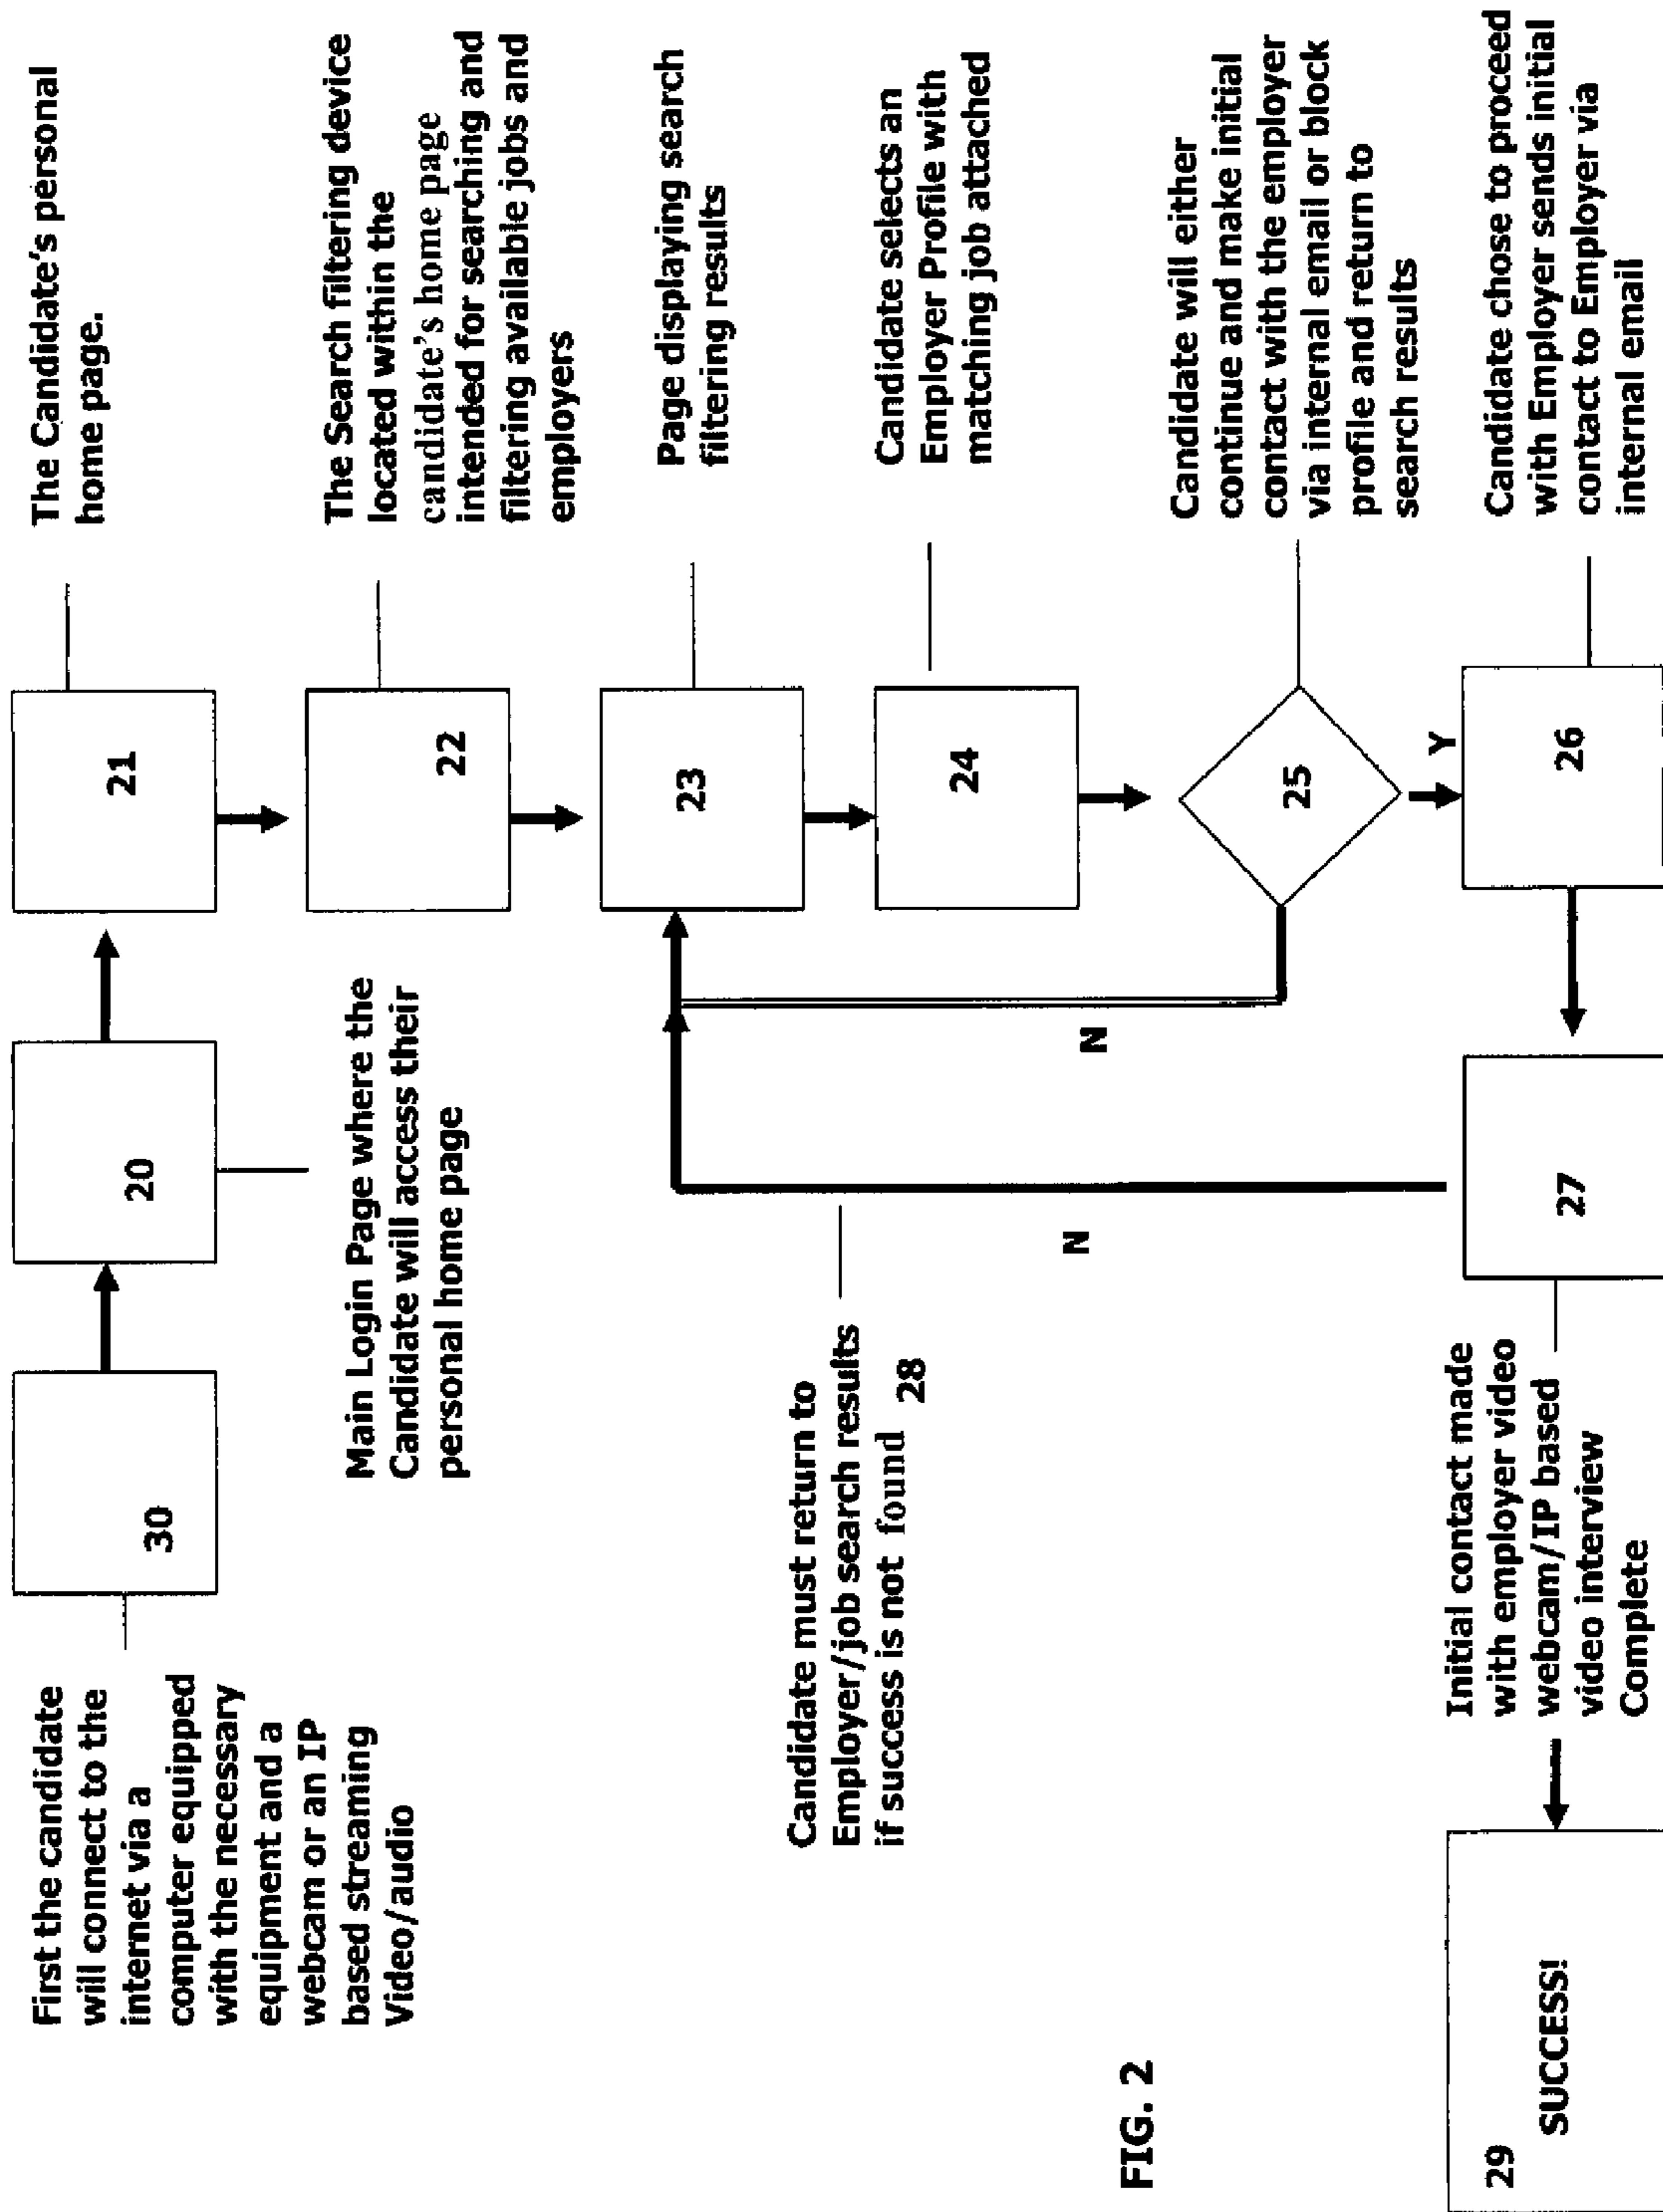 First the candidate
will connect to the
internet via a
computer equipped
with the necessary
equipment and a
webcam or an IP
based streaming
Video/audio
30
20
Main Login Page where the
Candidate will access their
personal home page
21
The Candidate's personal
home page.
22
The Search filtering device
located within the
candidate's home page
intended for searching and
filtering available jobs and
employers
23
Page displaying search
filtering results
24
Candidate selects an
Employer Profile with
matching job attached
25
Candidate will either
continue and make initial
contact with the employer
via internal email or block
profile and return to
search results
N
Y
26
Candidate chose to proceed
with Employer sends initial
contact to Employer via
internal email
27
Initial contact made
with employer video
webcam/IP based
video interview
Complete
N
Candidate must return to
Employer/job search results
if success is not found
28
29
SUCCESS!
FIG. 2